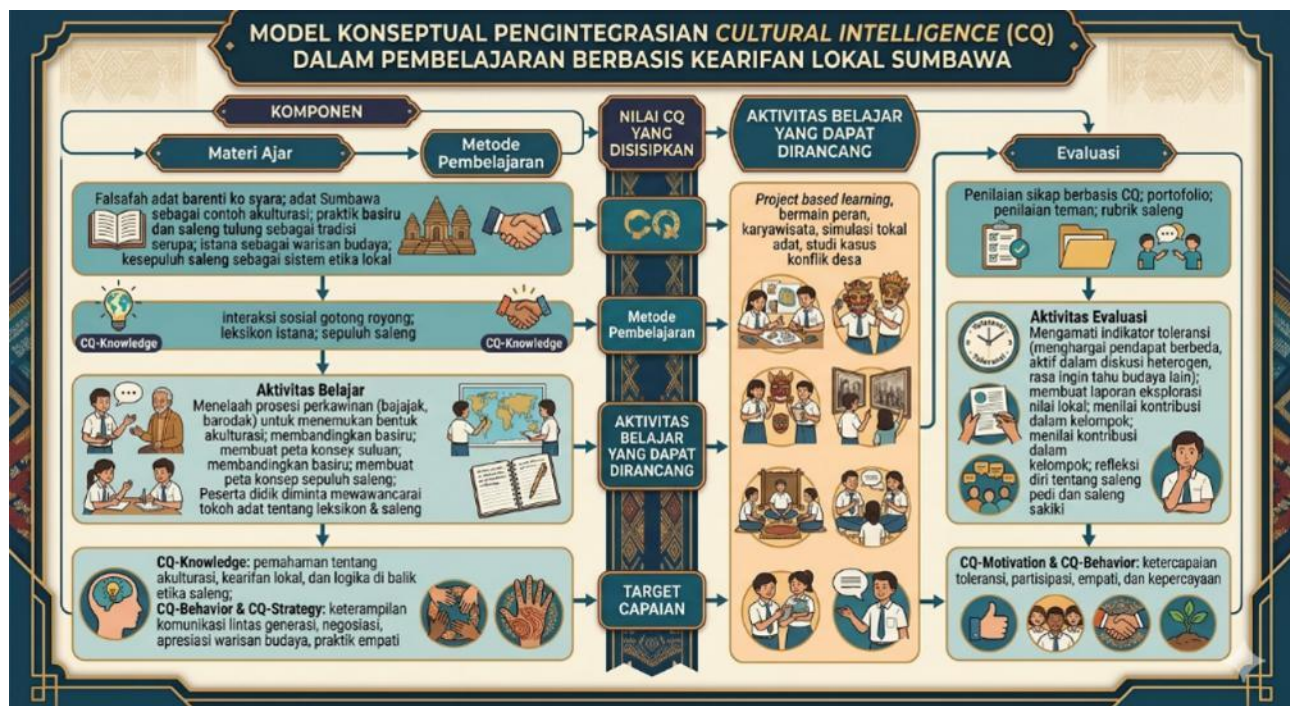 MODEL KONSEPTUAL PENGINTEGRASIAN CULTURAL INTELLIGENCE (CQ)
DALAM PEMBELAJARAN BERBASIS KEARIFAN LOKAL SUMBAWA
KOMPONEN
Materi Ajar
Metode
Pembelajaran
Falsafah adat barenti ko syara; adat Sumbawa
sebagai contoh akulturasi; praktik basiru
dan saleng tulung sebagai tradisi
serupa; istana sebagai warisan budaya;
kesepuluh saleng sebagai sistem etika lokal
CQ-Knowledge
interaksi sosial gotong royong;
leksikon istana; sepuluh saleng
CQ-Knowledge
Aktivitas Belajar
Menelaah prosesi perkawinan (bajajak,
barodak) untuk menemukan bentuk
akulturasi; membandingkan basiru;
membuat peta konsex suluan;
membandingkan basiru; membuat
peta konsep sepuluh saleng;
Peserta didik diminta mewawancarai
tokoh adat tentang leksikon & saleng
CQ-Knowledge: pemahaman tentang
akulturasi, kearifan lokal, dan logika di balik
etika saleng;
CQ-Behavior & CQ-Strategy: keterampilan
komunikasi lintas generasi, negosiasi,
apresiasi warisan budaya, praktik empati
NILAI CQ
YANG
DISISIPKAN
CQ
Metode
Pembelajaran
AKTIVITAS
BELAJAR
YANG DAPAT
DIRANCANG
TARGET
CAPAIAN
AKTIVITAS BELAJAR
YANG DAPAT
DIRANCANG
Project based learning,
bermain peran,
karyawisata, simulasi tokal
adat, studi kasus
konflik desa
Evaluasi
Penilaian sikap berbasis CQ; portofolio;
penilaian teman; rubrik saleng
Aktivitas Evaluasi
Mengamati indikator toleransi
(menghargai pendapat berbeda,
aktif dalam diskusi heterogen,
rasa ingin tahu budaya lain);
membuat laporan eksplorasi
nilai lokal; menilai kontribusi
dalam kelompok;
menilai kontribusi
dalam
kelompok; refleksi
diri tentang saleng
pedi dan saleng
sakiki
CQ-Motivation & CQ-Behavior: ketercapaian
toleransi, partisipasi, empati, dan kepercayaan